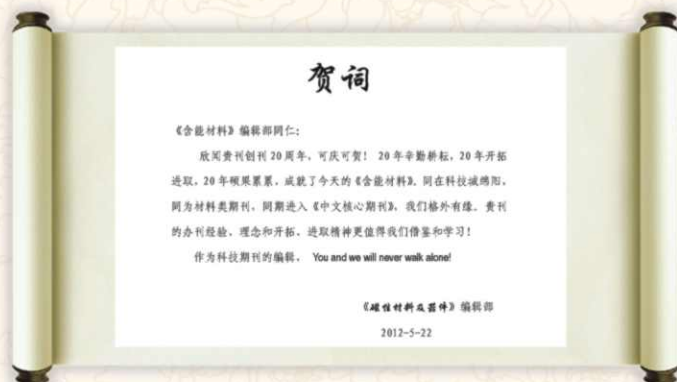 贺词
《含能材料》编辑部同仁：
欣闻贵刊创刊20周年，可庆可贺！ 20年辛勤耕耘，20年开拓
进取，20年硕果累累，成就了今天的《含能材料》。同在科技城绵阳，
同为材料类期刊，同期进入《中文核心期刊》，我们格外有缘。贵刊
的办刊经验、理念和开拓、进取精神更值得我们借鉴和学习！
作为科技期刊的编辑， You and we will never walk alone!
《磁性材料及器件》编辑部
2012-5-22